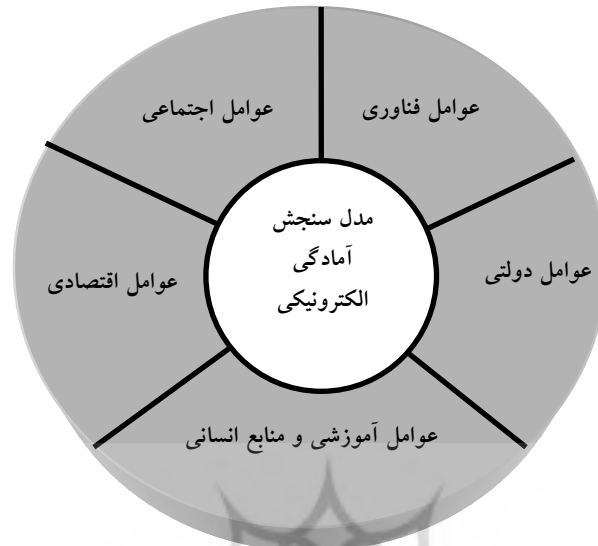 عوامل فناوری
عوامل اجتماعی
مدل سنجش
آمادگی
الکترونیکی
عوامل دولتی
عوامل اقتصادی
عوامل آموزشی و منابع انسانی